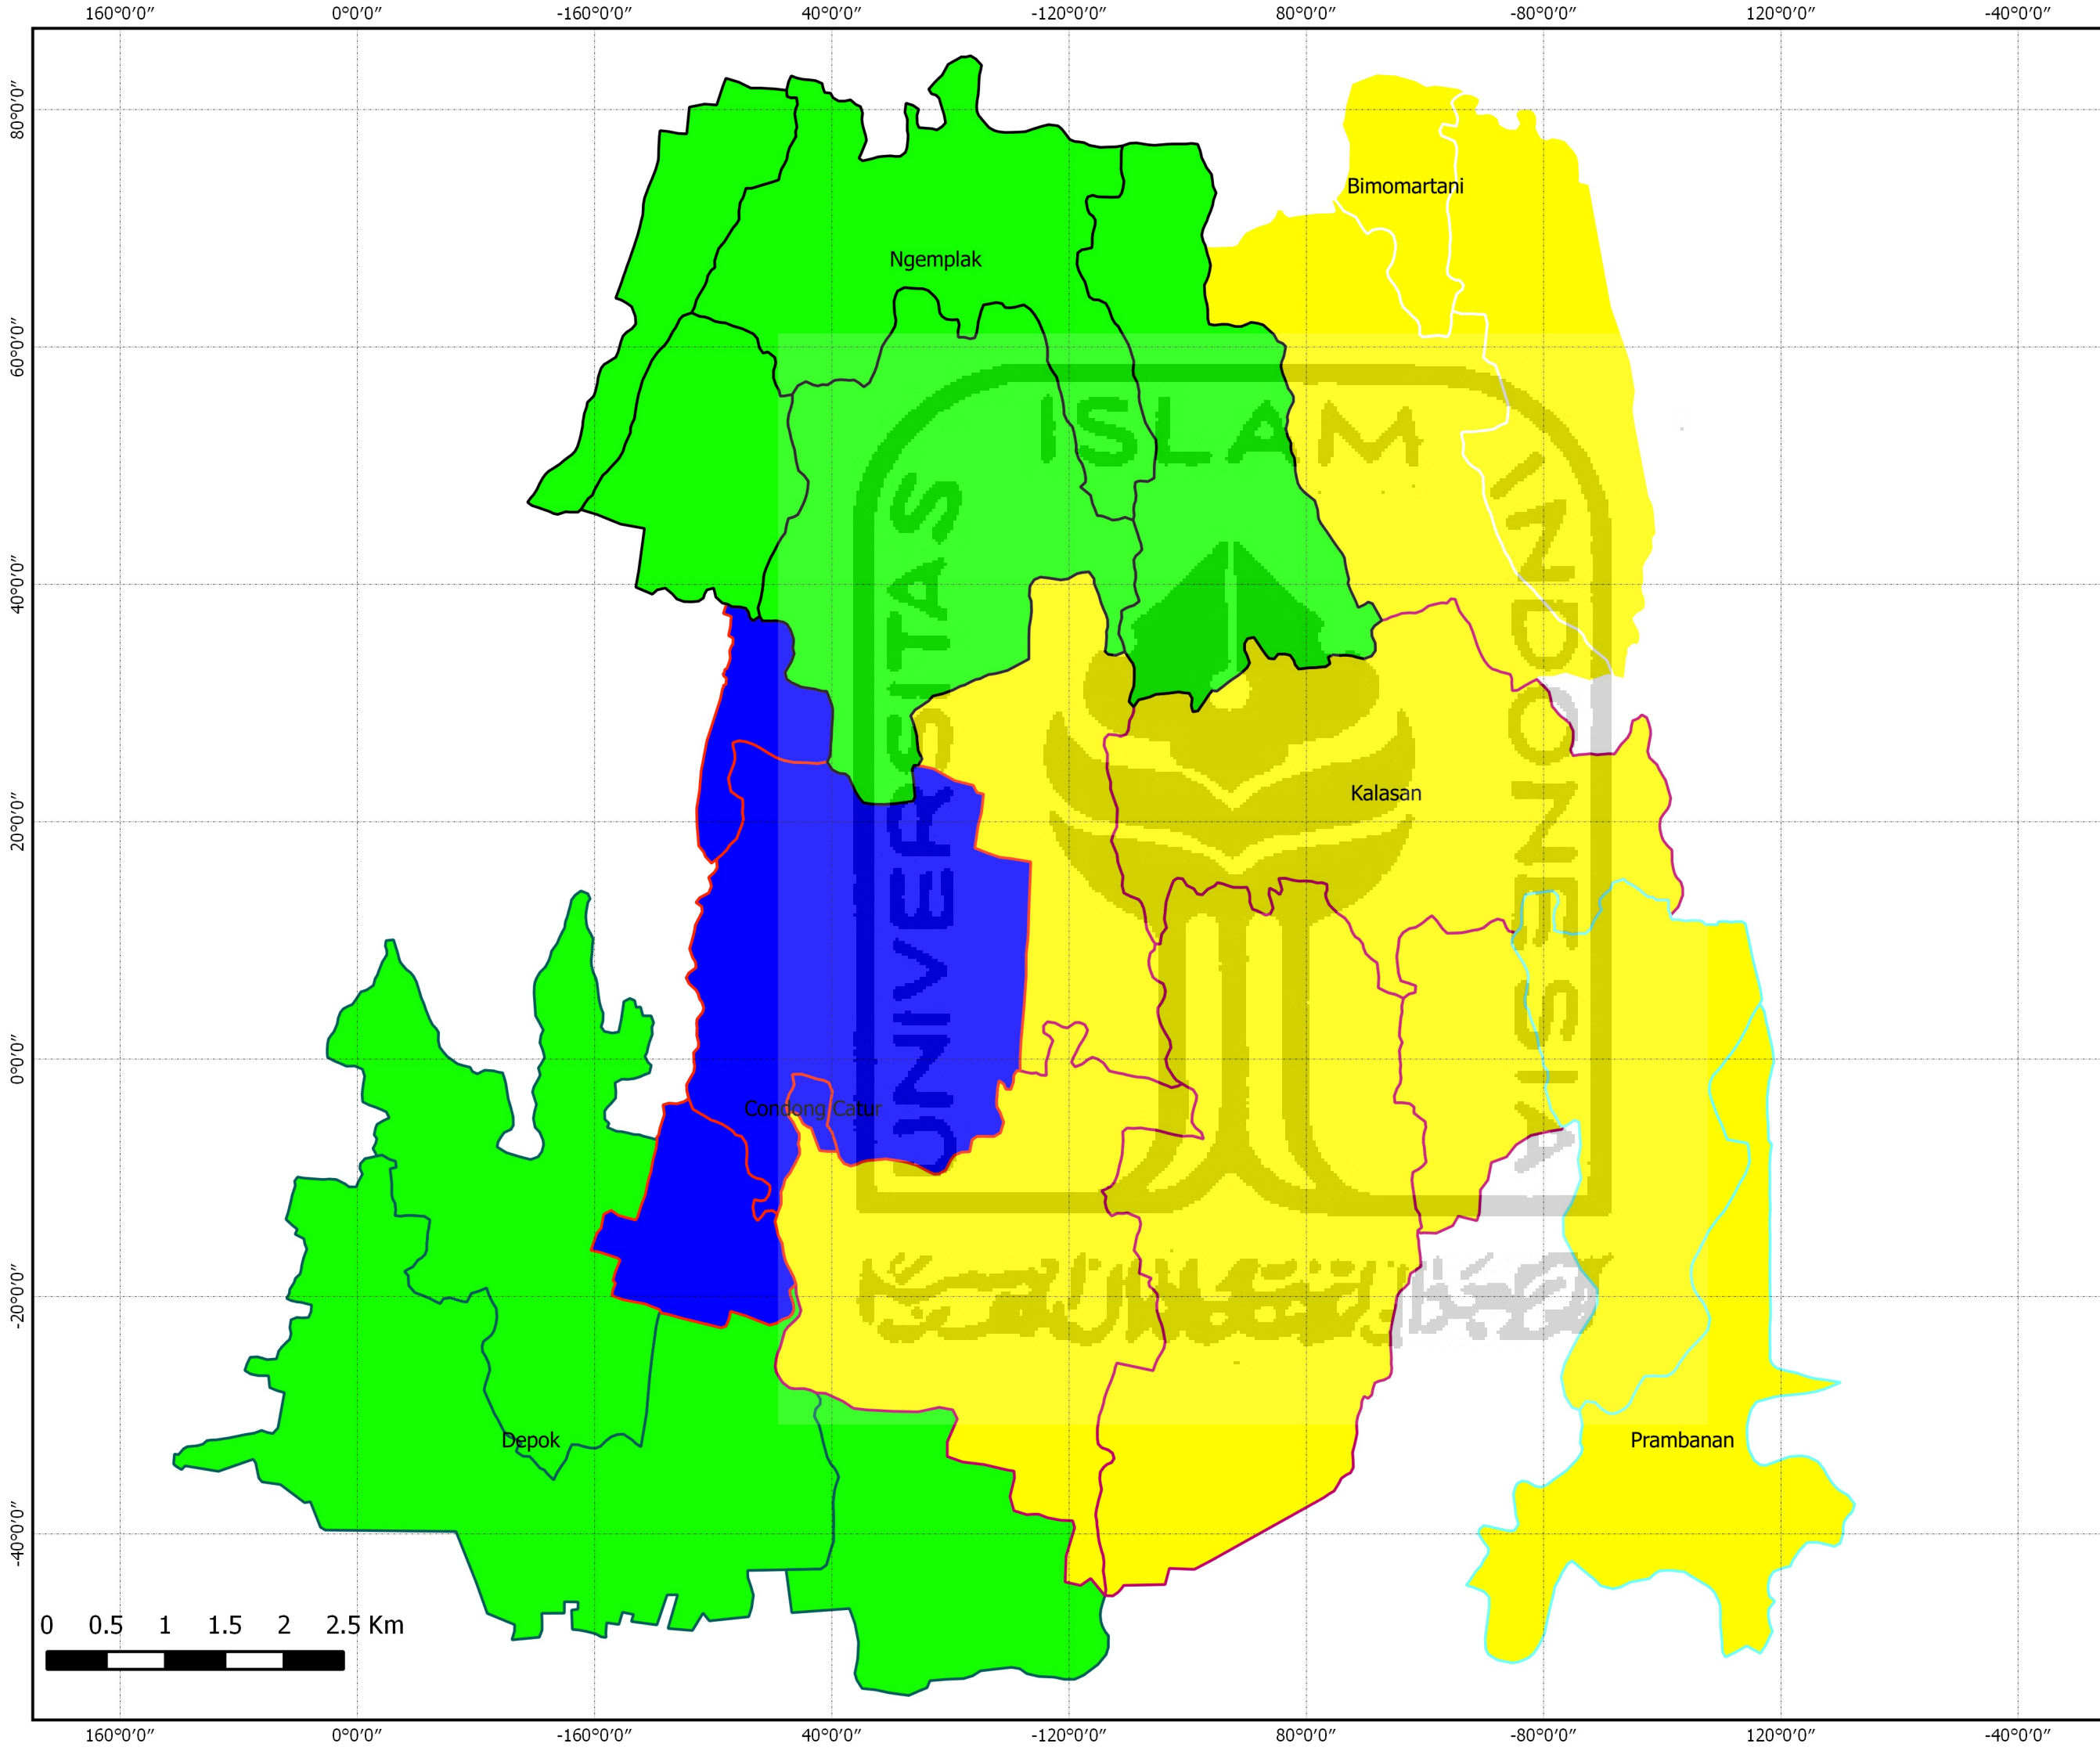 160°0′0″ 0°0′0″ -160°0′0″ 40°0′0″ -120°0′0″ 80°0′0″ -80°0′0″ 120°0′0″ -40°0′0″
80°0′0″
Bimomartani
Ngemplak
60°0′0″
ISLAM
UNIVERSITAS
INDONESIA
40°0′0″
Kalasan
20°0′0″
0°0′0″
Condong Catur
-20°0′0″
Depok
Prambanan
-40°0′0″
0 0.5 1 1.5 2 2.5 Km
160°0′0″ 0°0′0″ -160°0′0″ 40°0′0″ -120°0′0″ 80°0′0″ -80°0′0″ 120°0′0″ -40°0′0″